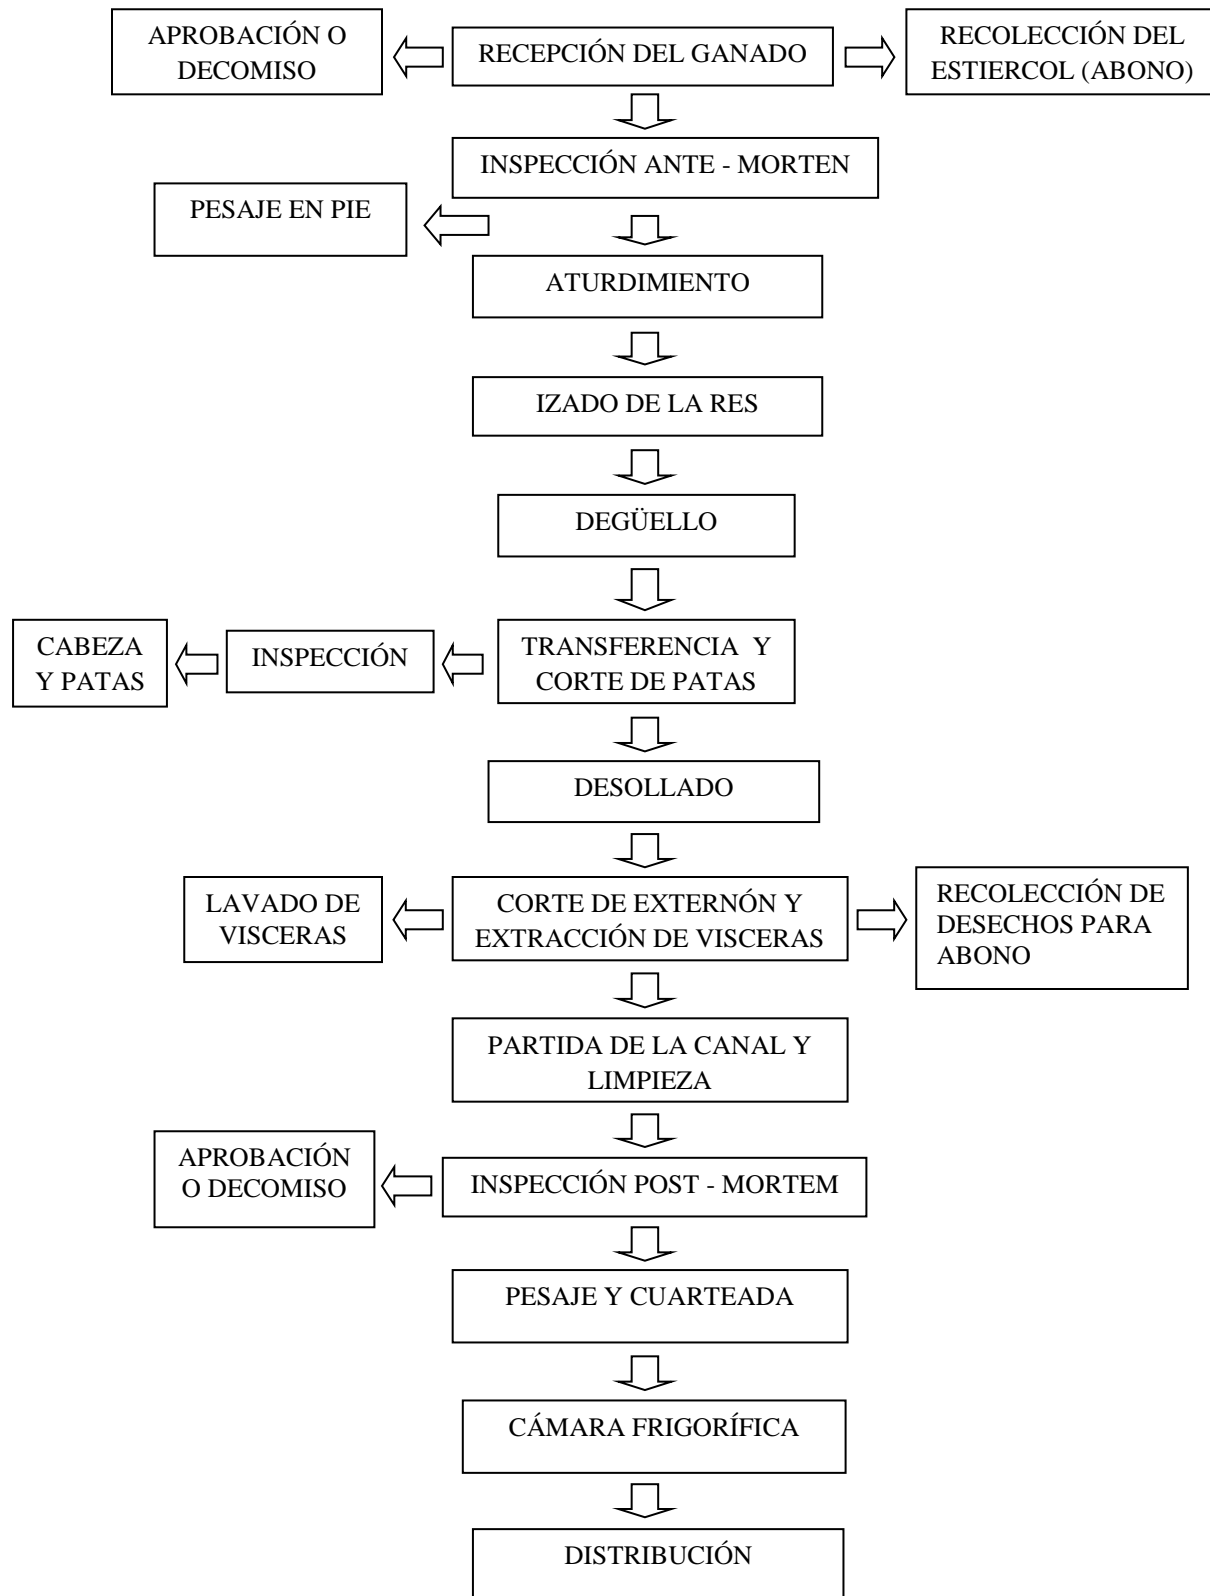 APROBACIÓN O
DECOMISO
RECEPCIÓN DEL GANADO
RECOLECCIÓN DEL
ESTIERCOL (ABONO)
INSPECCIÓN ANTE - MORTEN
PESAJE EN PIE
ATURDIMIENTO
IZADO DE LA RES
DEGÜELLO
CABEZA
Y PATAS
INSPECCIÓN
TRANSFERENCIA Y
CORTE DE PATAS
DESOLLADO
LAVADO DE
VISCERAS
CORTE DE EXTERNÓN Y
EXTRACCIÓN DE VISCERAS
RECOLECCIÓN DE
DESECHOS PARA
ABONO
PARTIDA DE LA CANAL Y
LIMPIEZA
APROBACIÓN
O DECOMISO
INSPECCIÓN POST - MORTEM
PESAJE Y CUARTEADA
CÁMARA FRIGORÍFICA
DISTRIBUCIÓN